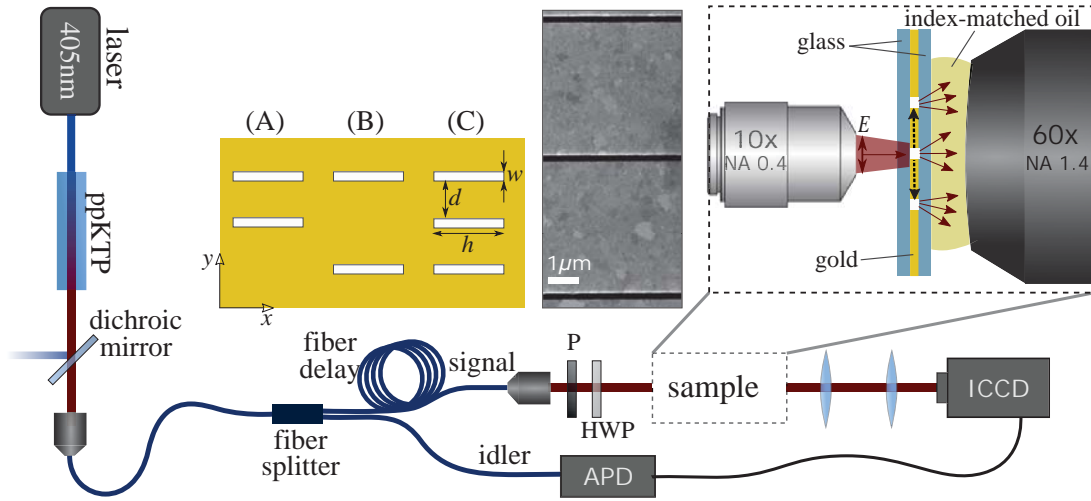 laser
405nm
ppKTP
dichroic
mirror
(A)
(B)
(C)
w
d
h
y
x
1µm
index-matched oil
glass
E
10x
NA 0.4
60x
NA 1.4
gold
fiber
delay
signal
P
HWP
sample
ICCD
fiber
splitter
idler
APD